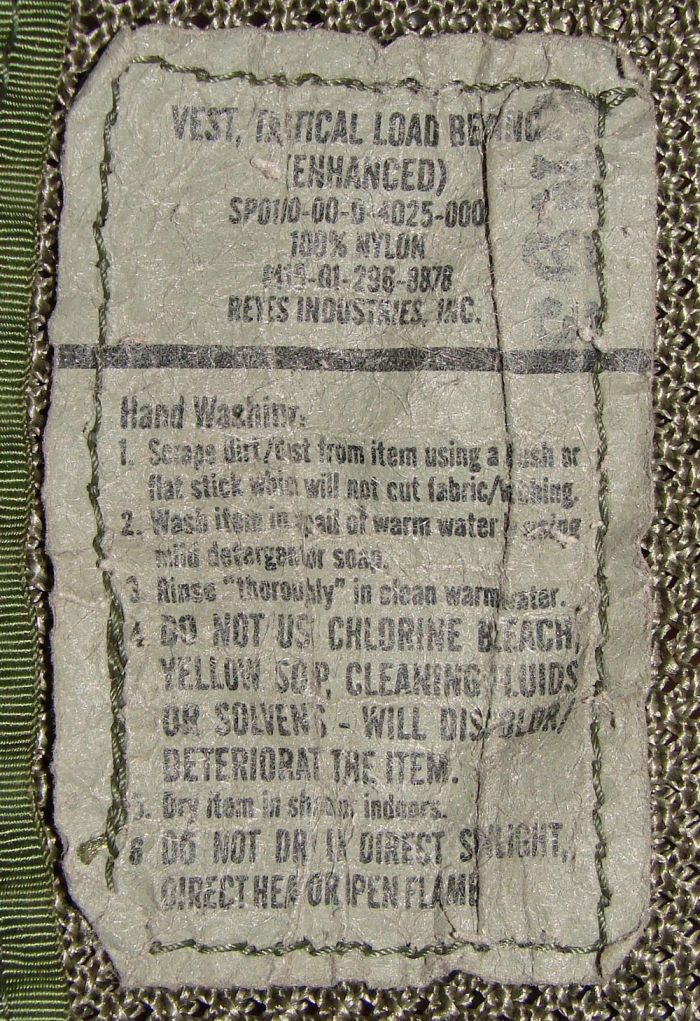 VEST, TACTICAL LOAD BEARING
(ENHANCED)
SP010-00-D-4025-000
100% NYLON
8415-01-296-8878
REYES INDUSTRIES, INC.
Hand Washing:
1. Scrape dirt/dust from item using a brush or
flat stick which will not cut fabric/webbing.
2. Wash item in pail of warm water using
mild detergent or soap.
3. Rinse "thoroughly" in clean warm water.
4 DO NOT USE CHLORINE BLEACH,
YELLOW SOAP, CLEANING FLUIDS
OR SOLVENTS - WILL DISCOLOR/
DETERIORATE THE ITEM.
5. Dry item in shade or indoors.
6 DO NOT DRY IN DIRECT SUNLIGHT,
DIRECT HEAT OR OPEN FLAME